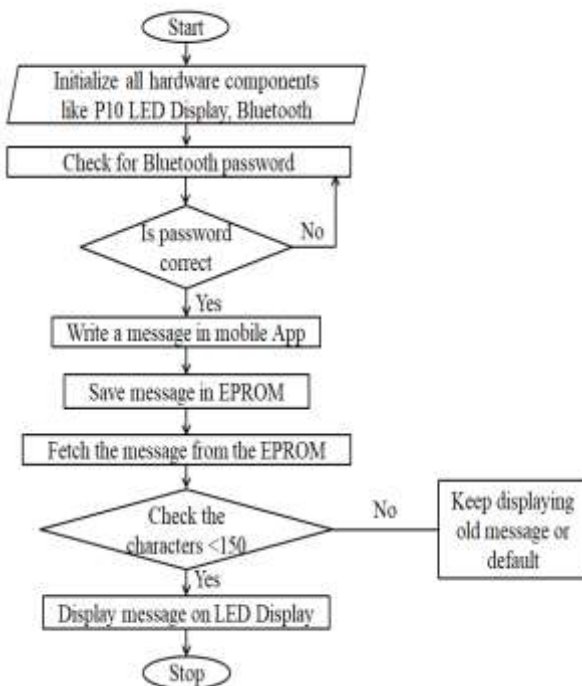 Start
Initialize all hardware components
like P10 LED Display, Bluetooth
Check for Bluetooth password
Is password
correct
No
Yes
Write a message in mobile App
Save message in EPROM
Fetch the message from the EPROM
Check the
characters <150
No
Keep displaying
old message or
default
Yes
Display message on LED Display
Stop